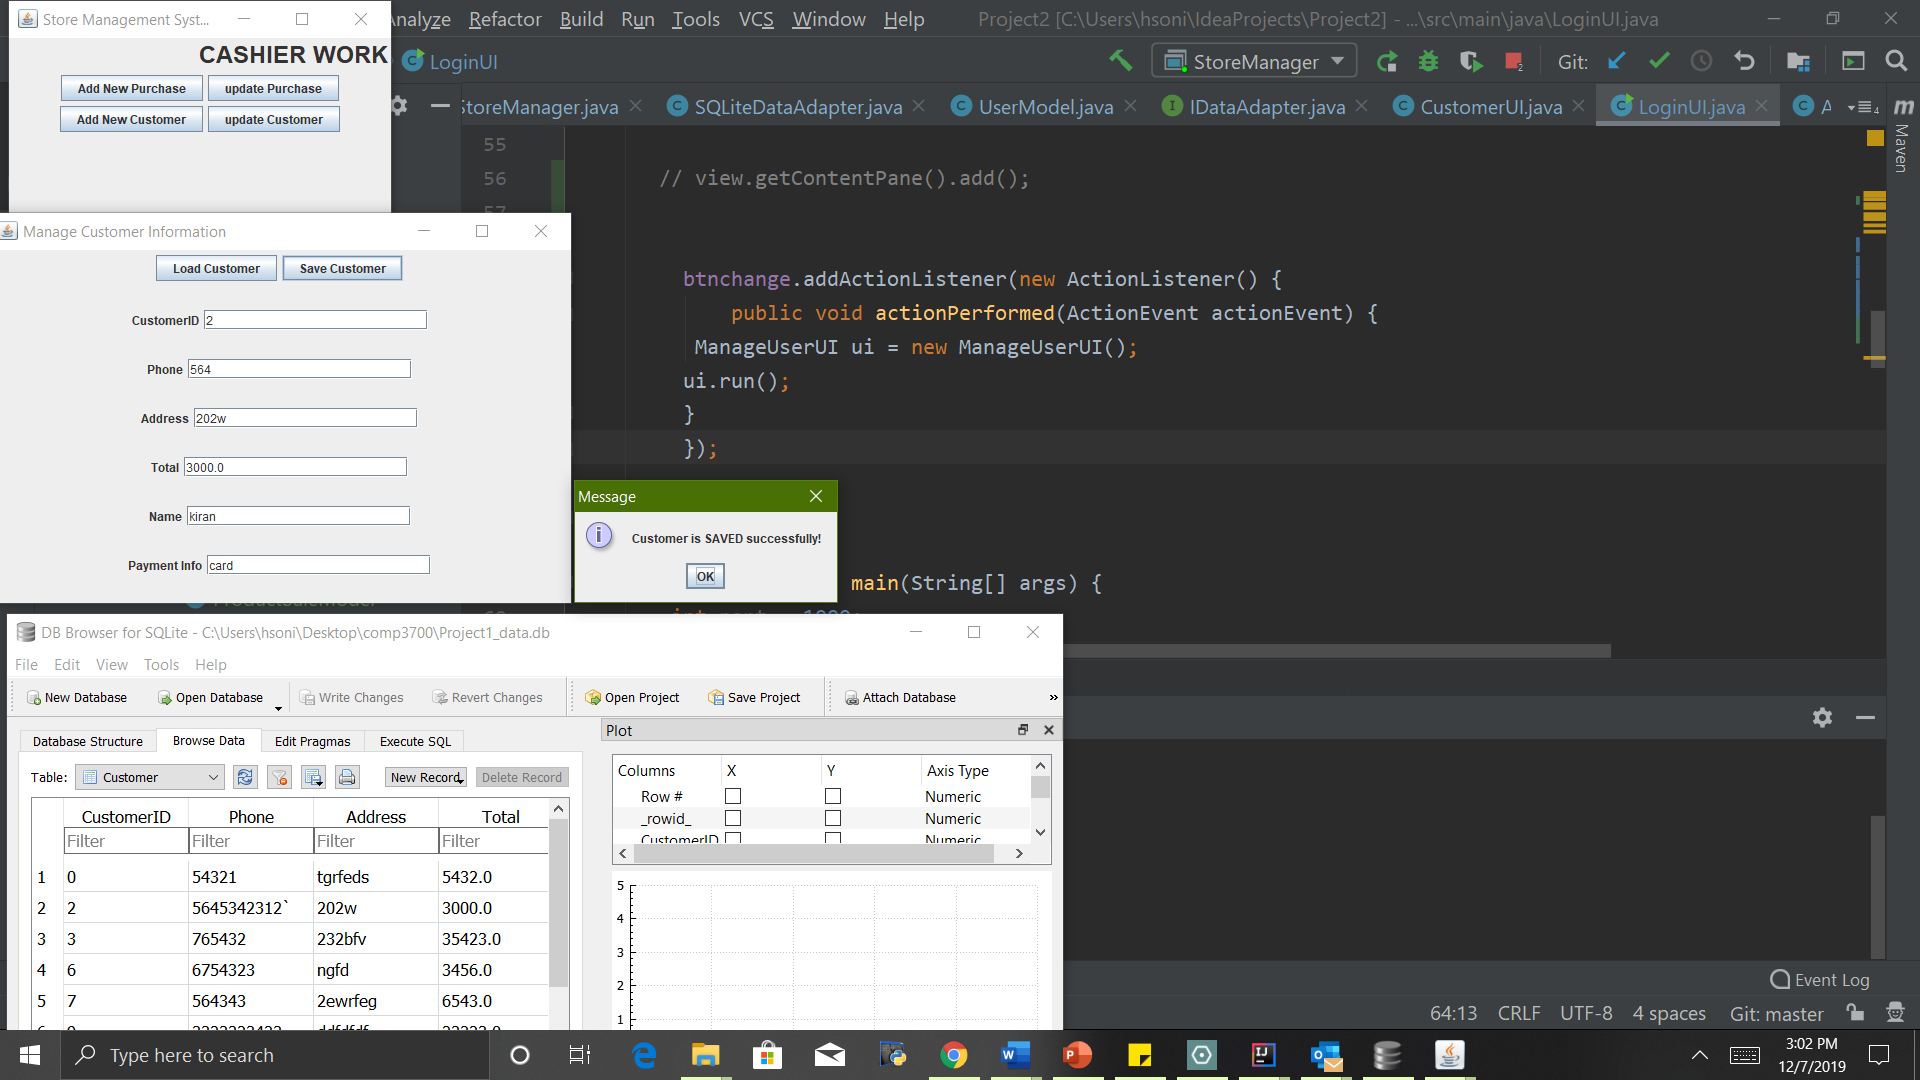 Store Management Syst...
CASHIER WORK
Add New Purchase
update Purchase
Add New Customer
update Customer
Analyze Refactor Build Run Tools VCS Window Help
Project2 [C:\Users\hsoni\IdeaProjects\Project2] - ...\src\main\java\LoginUI.java
LoginUI
StoreManager
Git:
StoreManager.java
SQLiteDataAdapter.java
UserModel.java
IDataAdapter.java
CustomerUI.java
LoginUI.java
A
4
m
Maven
55
56
// view.getContentPane().add();
57
btnchange.addActionListener(new ActionListener() {
public void actionPerformed(ActionEvent actionEvent) {
ManageUserUI ui = new ManageUserUI();
ui.run();
}
});
main(String[] args) {
Manage Customer Information
Load Customer
Save Customer
CustomerID 2
Phone 564
Address 202w
Total 3000.0
Name kiran
Payment Info card
Message
i
Customer is SAVED successfully!
OK
DB Browser for SQLite - C:\Users\hsoni\Desktop\comp3700\Project1_data.db
File Edit View Tools Help
New Database
Open Database
Write Changes
Revert Changes
Open Project
Save Project
Attach Database
»
Database Structure
Browse Data
Edit Pragmas
Execute SQL
Table: Customer
New Record
Delete Record
CustomerID Phone Address Total
Filter Filter Filter Filter
1 0 54321 tgrfeds 5432.0
2 2 5645342312` 202w 3000.0
3 3 765432 232bfv 35423.0
4 6 6754323 ngfd 3456.0
5 7 564343 2ewrfeg 6543.0
Plot
Columns X Y Axis Type
Row # Numeric
_rowid_ Numeric
CustomerID Numeric
5
4
3
2
1
Event Log
64:13 CRLF UTF-8 4 spaces Git: master
Type here to search
3:02 PM
12/7/2019